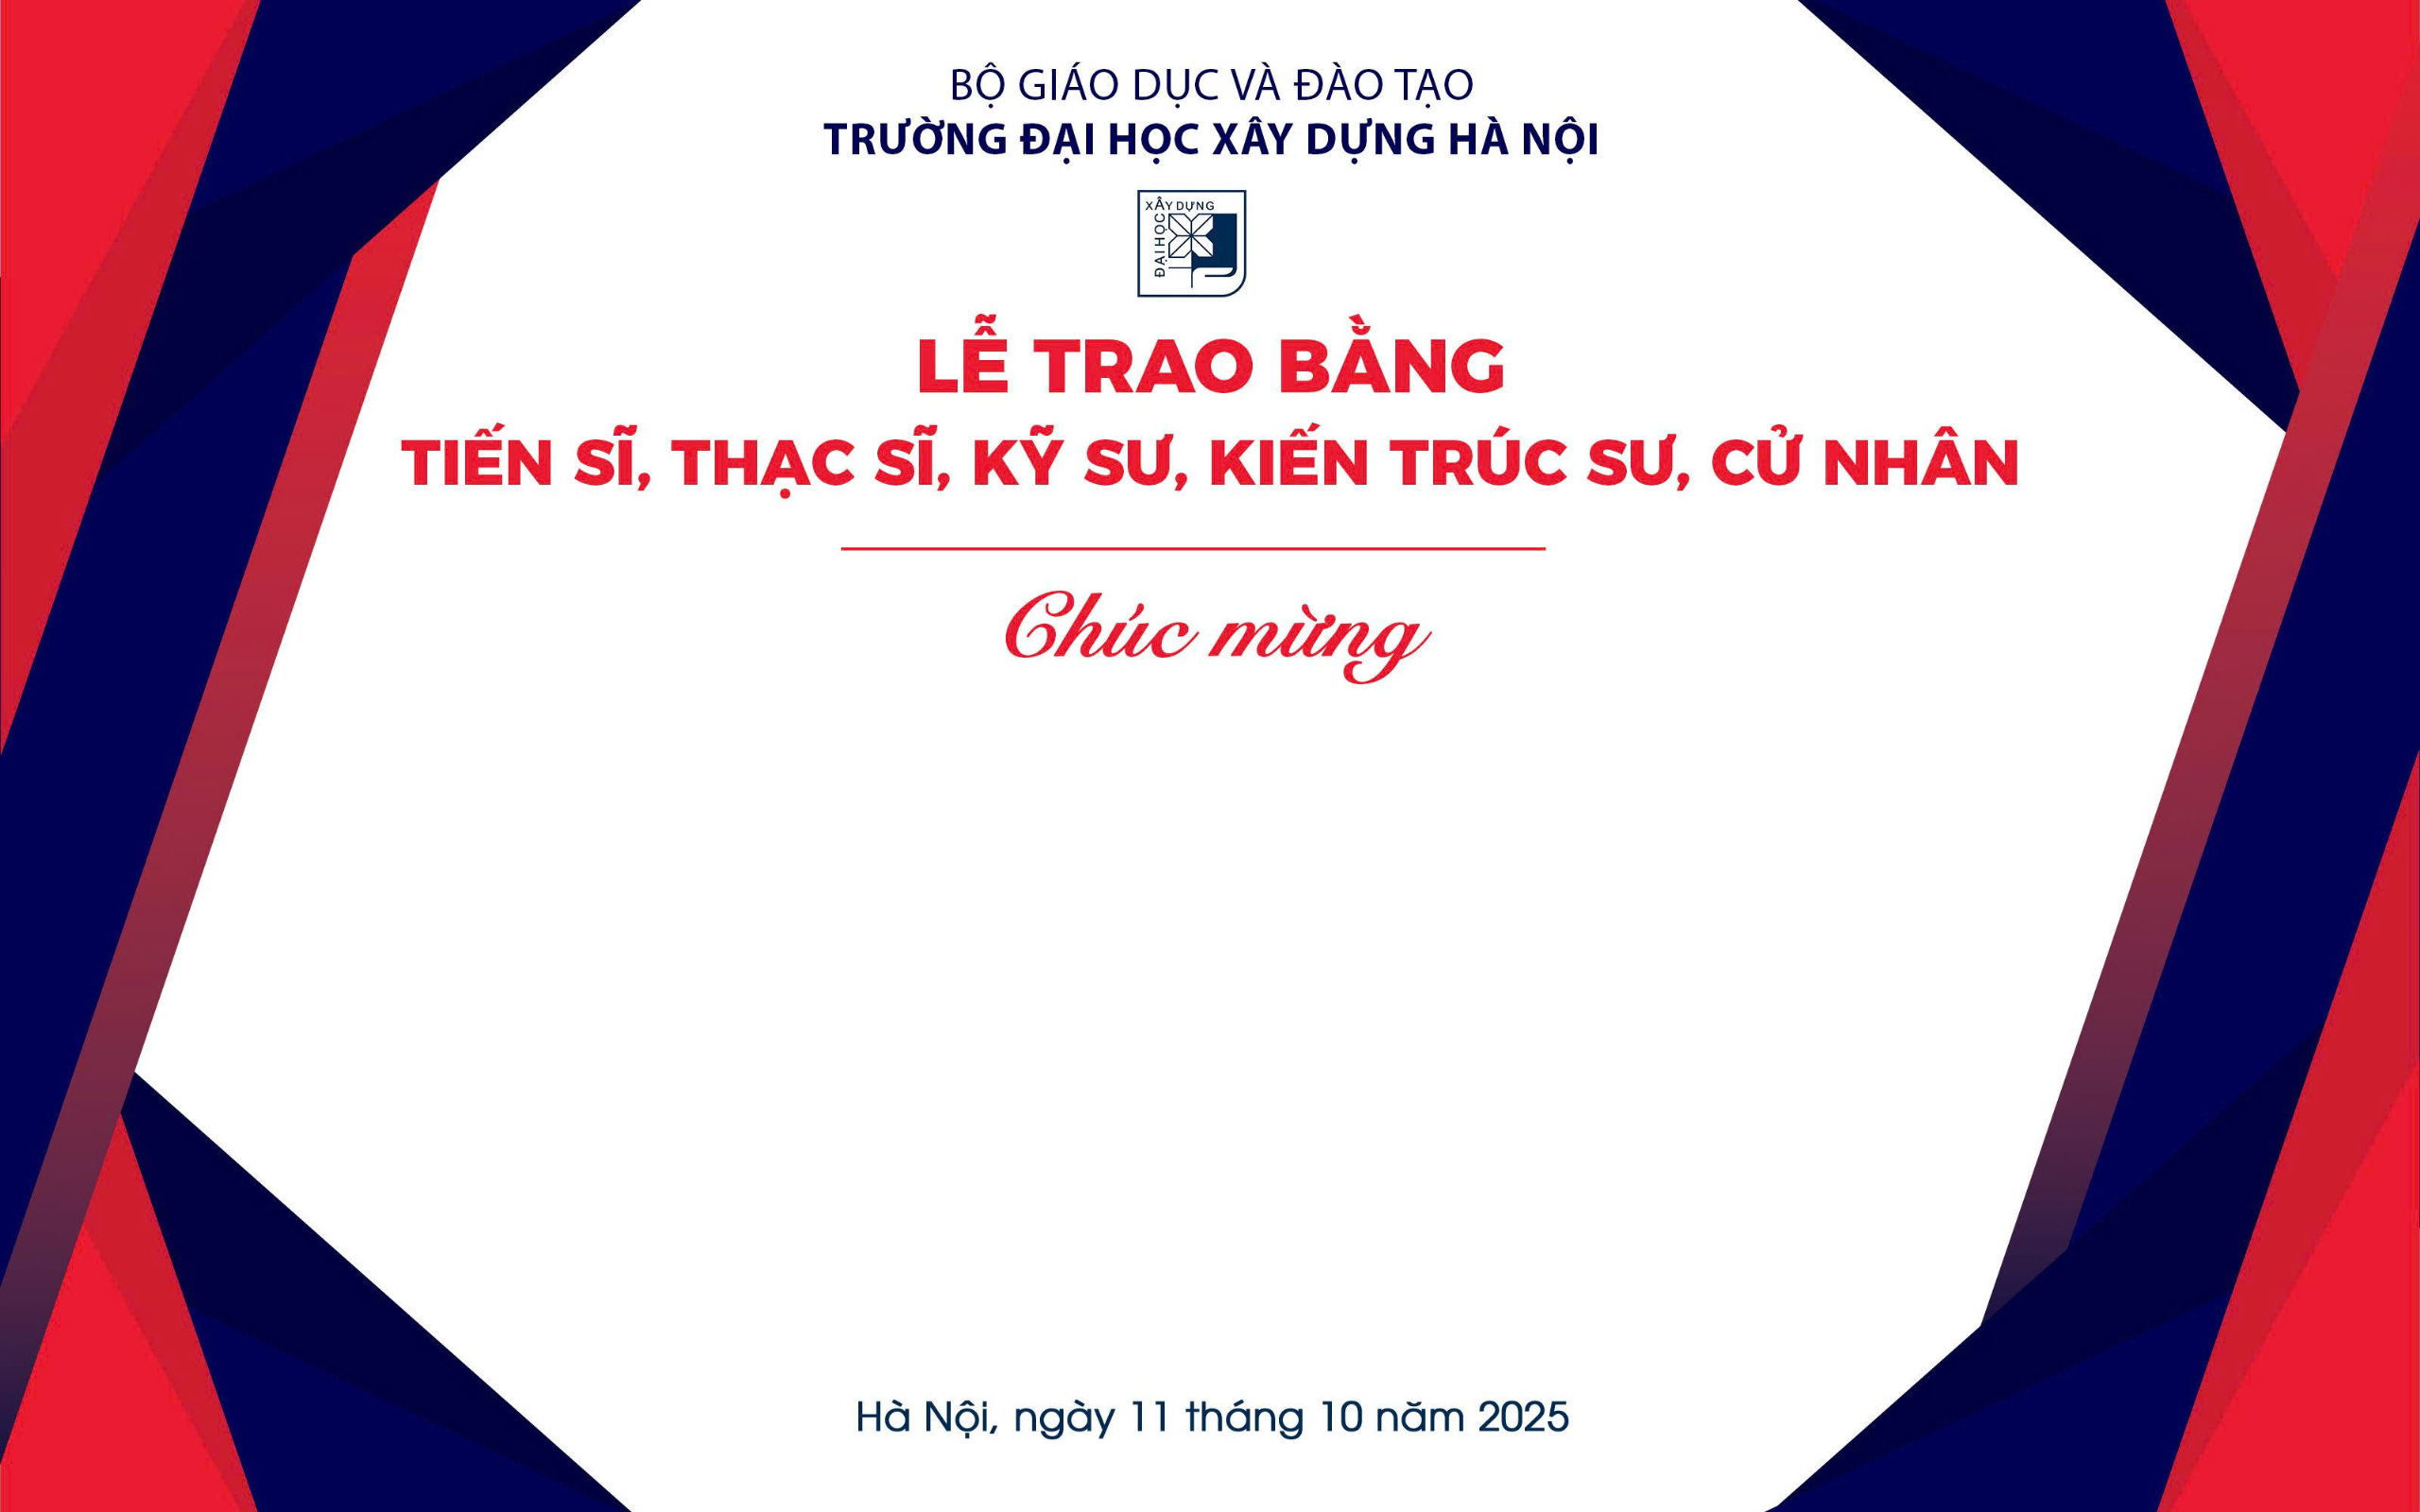 BỘ GIÁO DỤC VÀ ĐÀO TẠO
TRƯỜNG ĐẠI HỌC XÂY DỰNG HÀ NỘI
XÂY DỰNG
ĐẠI HỌC
LỄ TRAO BẰNG
TIẾN SĨ, THẠC SĨ, KỸ SƯ, KIẾN TRÚC SƯ, CỬ NHÂN
Chúc mừng
Hà Nội, ngày 11 tháng 10 năm 2025